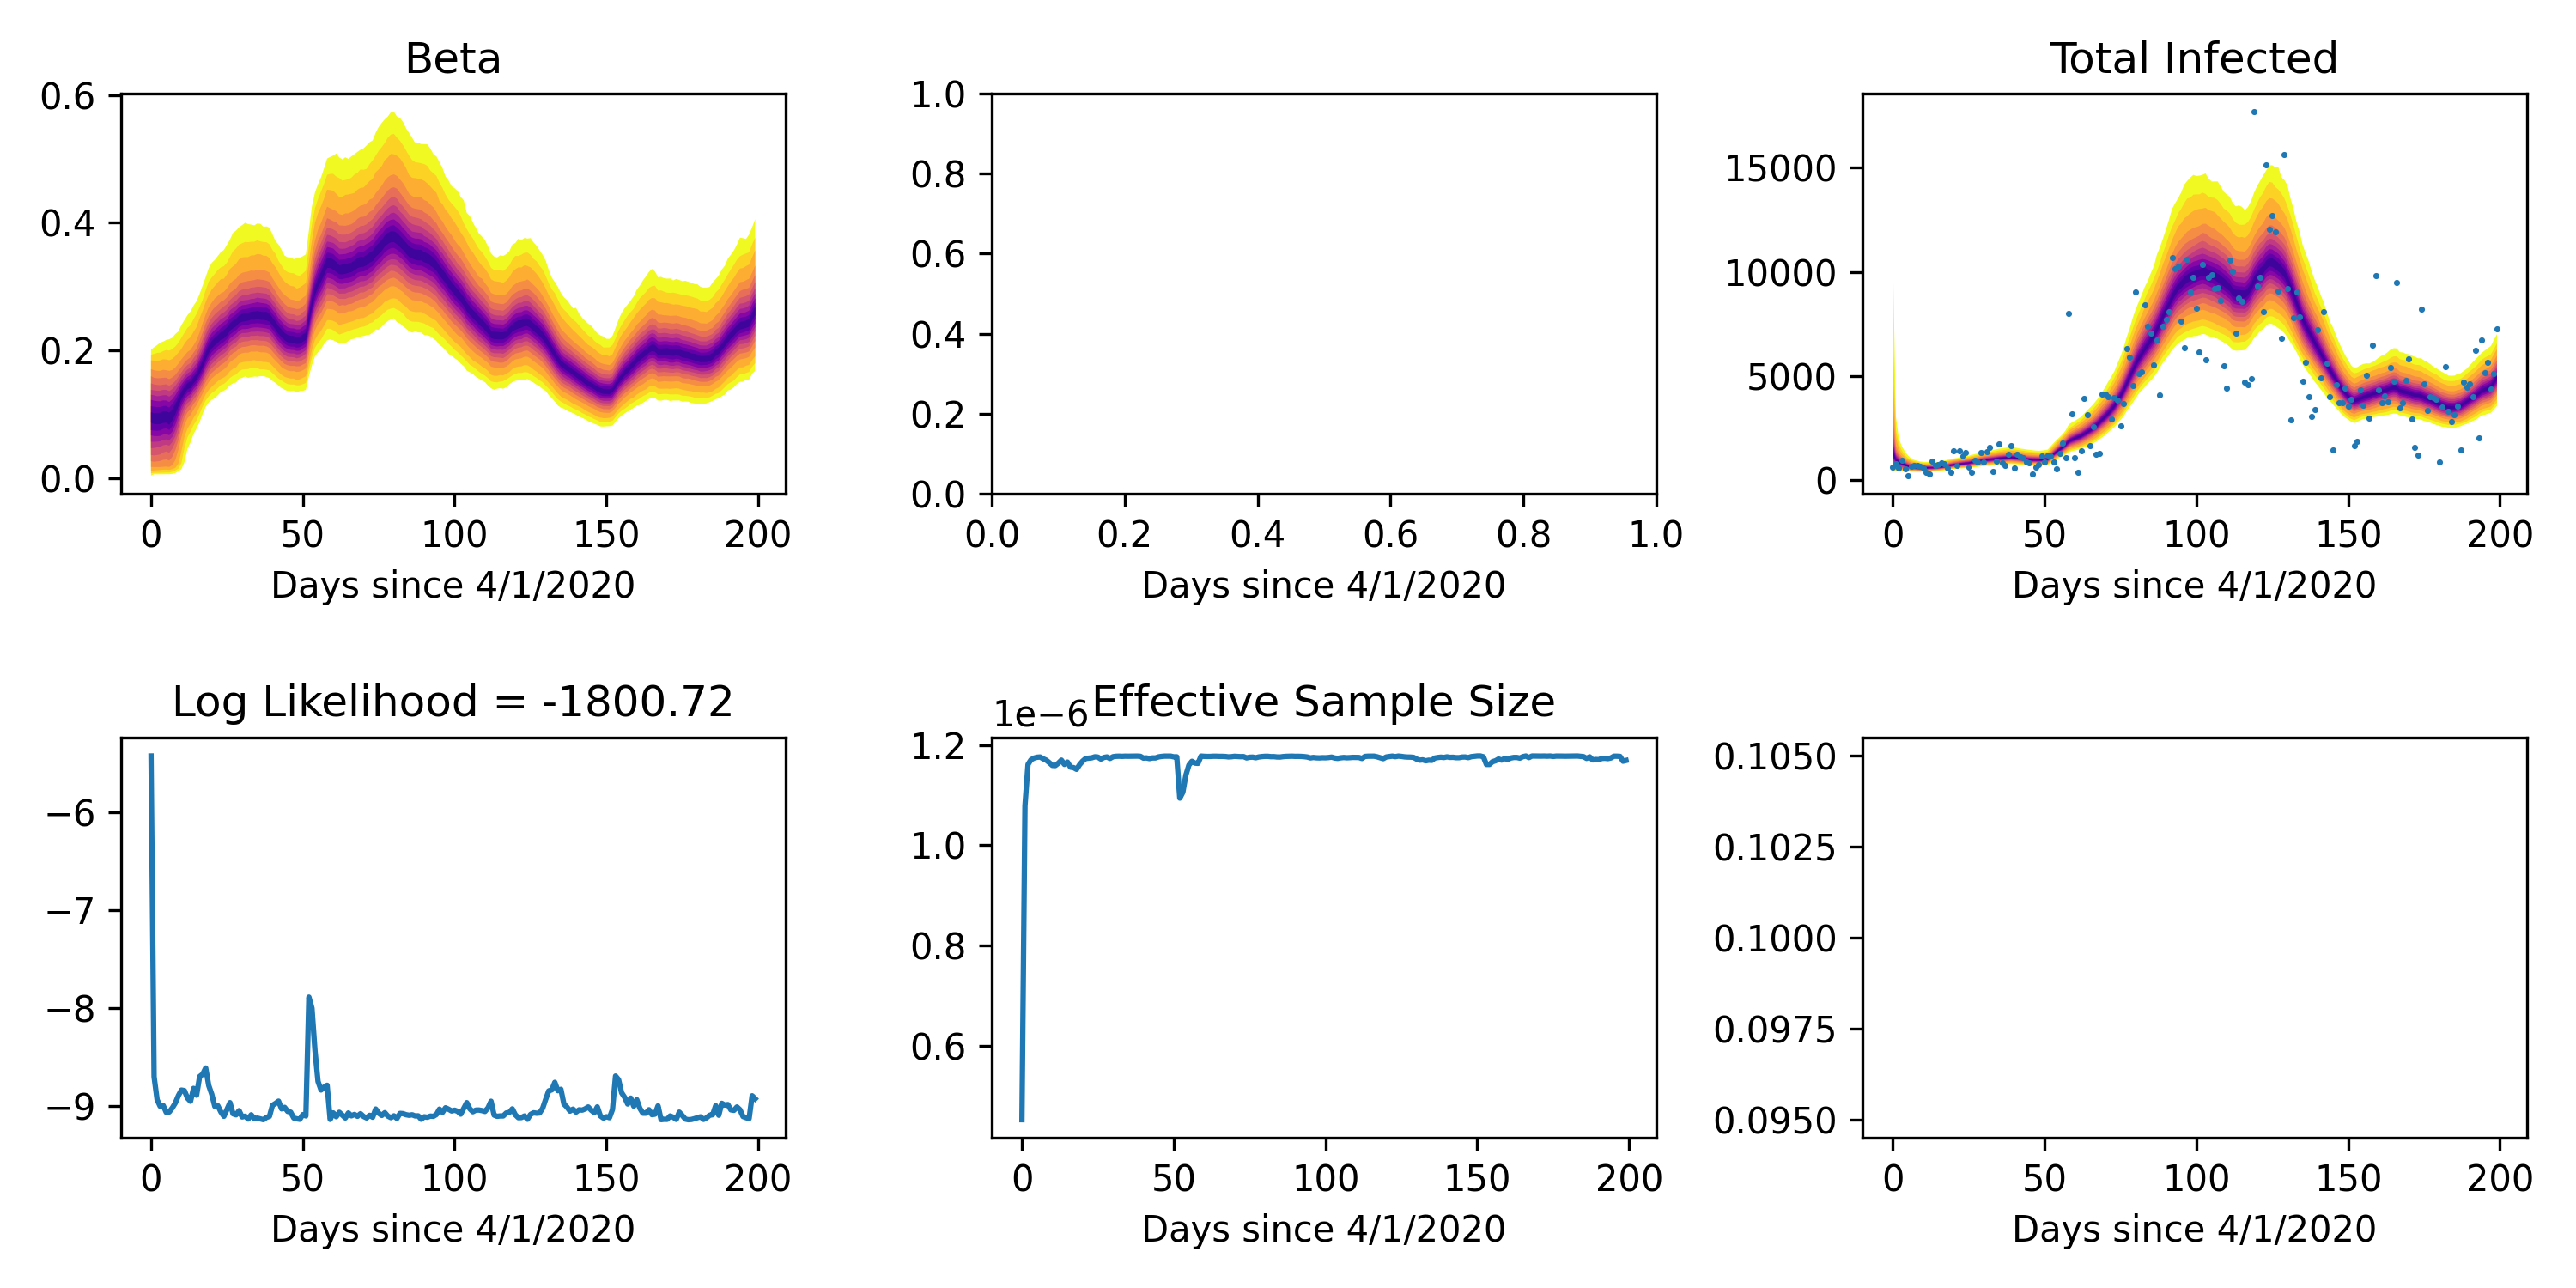 Beta
0.6
0.4
0.2
0.0
0 50 100 150 200
Days since 4/1/2020
1.0
0.8
0.6
0.4
0.2
0.0
0.0 0.2 0.4 0.6 0.8 1.0
Days since 4/1/2020
Total Infected
15000
10000
5000
0
0 50 100 150 200
Days since 4/1/2020
Log Likelihood = -1800.72
−6
−7
−8
−9
0 50 100 150 200
Days since 4/1/2020
Effective Sample Size
1e−6
1.2
1.0
0.8
0.6
0 50 100 150 200
Days since 4/1/2020
0.1050
0.1025
0.1000
0.0975
0.0950
0 50 100 150 200
Days since 4/1/2020